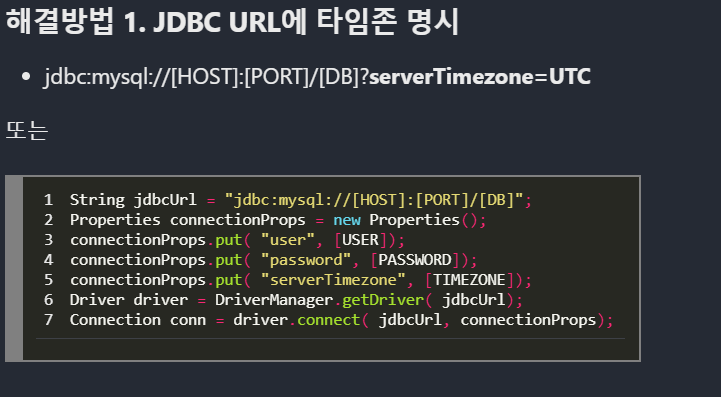 해결방법 1. JDBC URL에 타임존 명시
• jdbc:mysql://[HOST]:[PORT]/[DB]?serverTimezone=UTC
또는
1 String jdbcUrl = "jdbc:mysql://[HOST]:[PORT]/[DB]";
2 Properties connectionProps = new Properties();
3 connectionProps.put( "user", [USER]);
4 connectionProps.put( "password", [PASSWORD]);
5 connectionProps.put( "serverTimezone", [TIMEZONE]);
6 Driver driver = DriverManager.getDriver( jdbcUrl);
7 Connection conn = driver.connect( jdbcUrl, connectionProps);